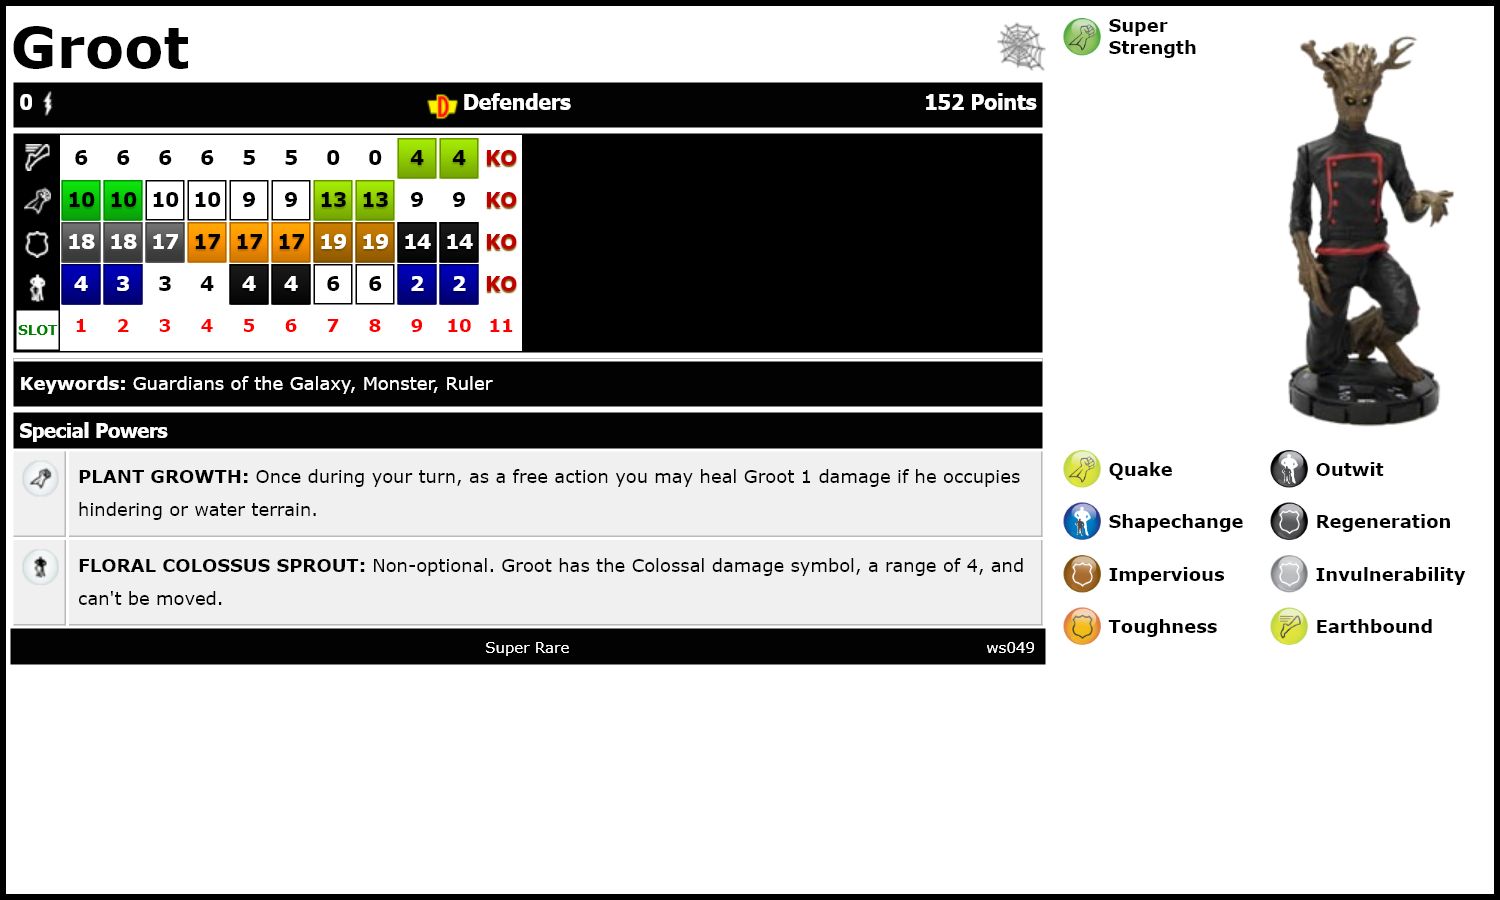 Groot
0 Defenders 152 Points
6 6 6 6 5 5 0 0 4 4 KO
10 10 10 10 9 9 13 13 9 9 KO
18 18 17 17 17 17 19 19 14 14 KO
4 3 3 4 4 4 6 6 2 2 KO
SLOT 1 2 3 4 5 6 7 8 9 10 11
Keywords: Guardians of the Galaxy, Monster, Ruler
Special Powers
PLANT GROWTH: Once during your turn, as a free action you may heal Groot 1 damage if he occupies
hindering or water terrain.
FLORAL COLOSSUS SPROUT: Non-optional. Groot has the Colossal damage symbol, a range of 4, and
can't be moved.
Super Rare ws049
Super
Strength
Quake Outwit
Shapechange Regeneration
Impervious Invulnerability
Toughness Earthbound